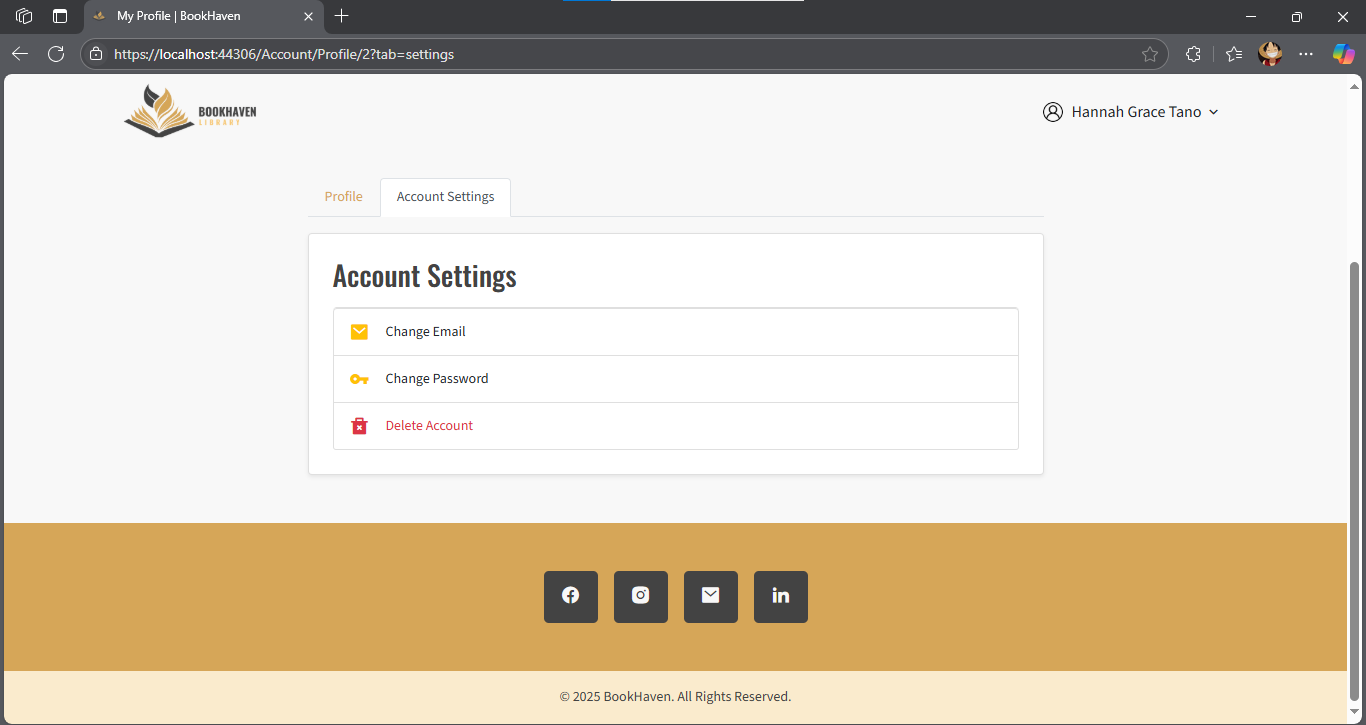 My Profile | BookHaven
https://localhost:44306/Account/Profile/2?tab=settings
BOOKHAVEN
LIBRARY
Hannah Grace Tano
Profile
Account Settings
Account Settings
Change Email
Change Password
Delete Account
in
© 2025 BookHaven. All Rights Reserved.